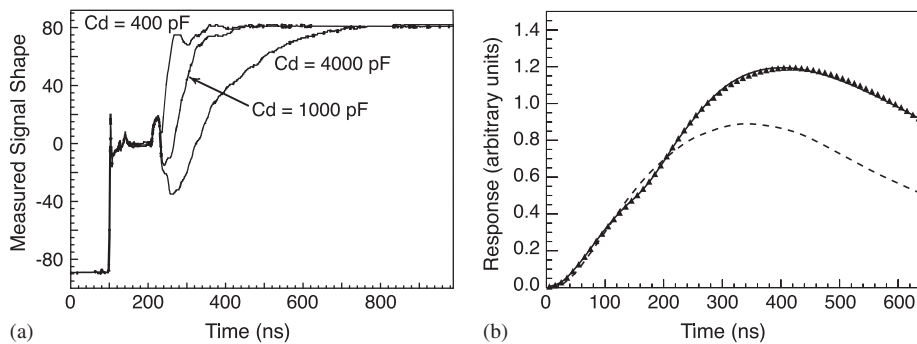 Measured Signal Shape
80
40
0
-40
-80
Cd = 400 pF
Cd = 4000 pF
Cd = 1000 pF
0 200 400 600 800
Time (ns)
(a)
Response (arbitrary units)
1.4
1.2
1.0
0.8
0.6
0.4
0.2
0.0
0 100 200 300 400 500 600
Time (ns)
(b)